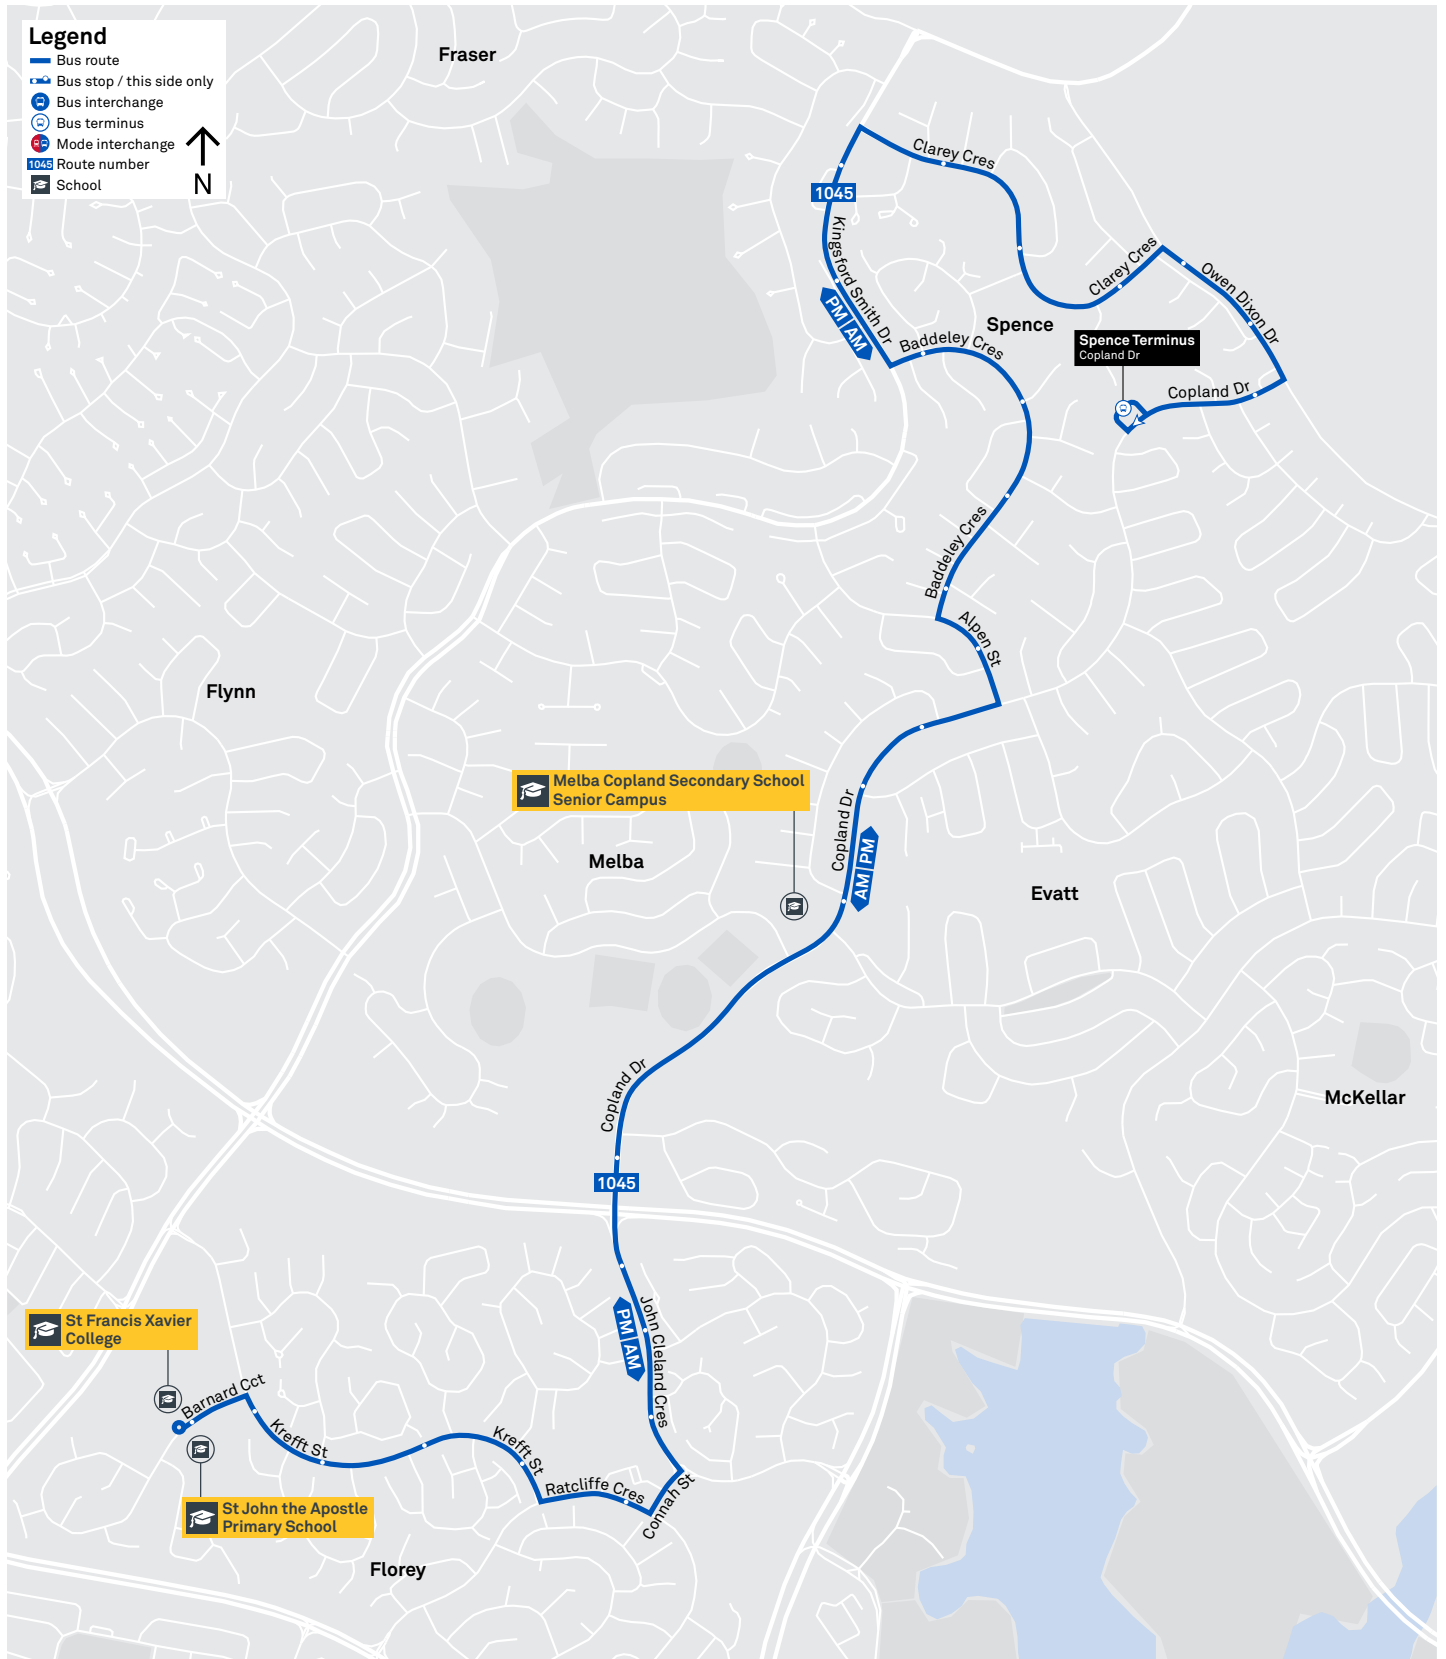 Legend
Bus route
Bus stop / this side only
Bus interchange
Bus terminus
Mode interchange
1045 Route number
School
N
Fraser
Clarey Cres
1045
Kingsford Smith Dr
PM | AM
Clarey Cres
Owen Dixon Dr
Spence
Baddeley Cres
Spence Terminus
Copland Dr
Copland Dr
Baddeley Cres
Alpen St
Flynn
Melba Copland Secondary School
Senior Campus
Copland Dr
AM | PM
Melba
Evatt
Copland Dr
McKellar
1045
St Francis Xavier
College
John Cleland Cres
PM | AM
Barnard Cct
Krefft St
Krefft St
Ratcliffe Cres
Connah St
St John the Apostle
Primary School
Florey